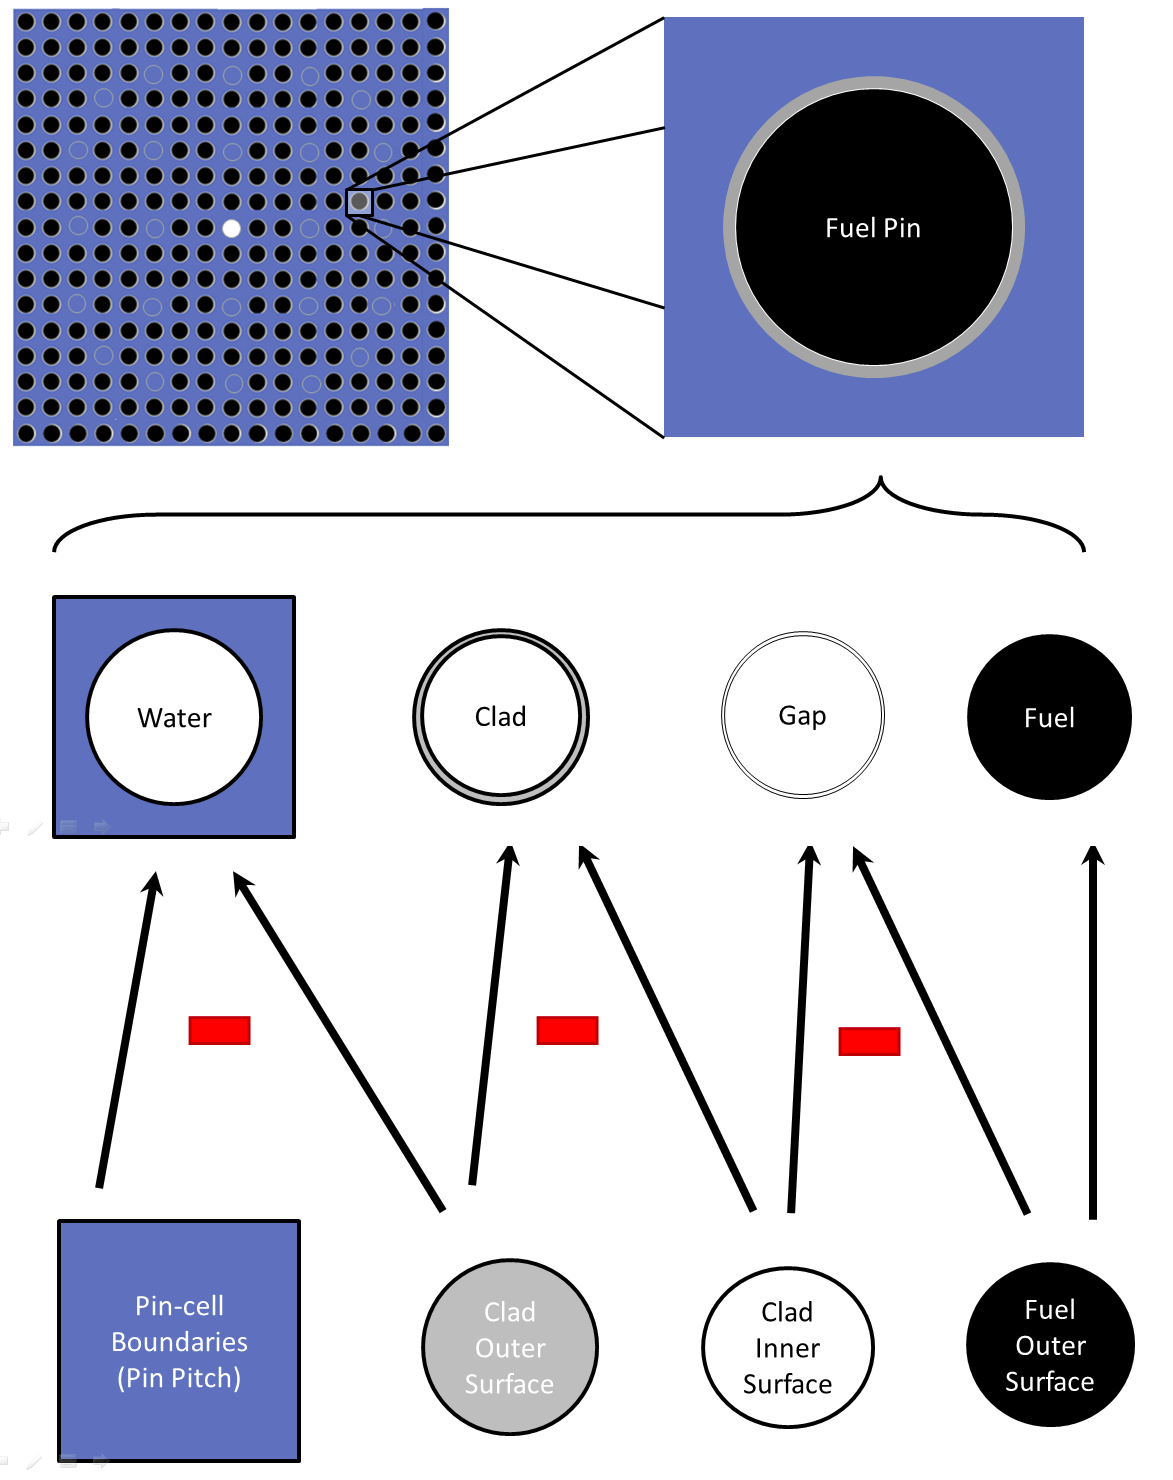 Fuel Pin
Water
Clad
Gap
Fuel
Pin-cell
Boundaries
(Pin Pitch)
Clad
Outer
Surface
Clad
Inner
Surface
Fuel
Outer
Surface